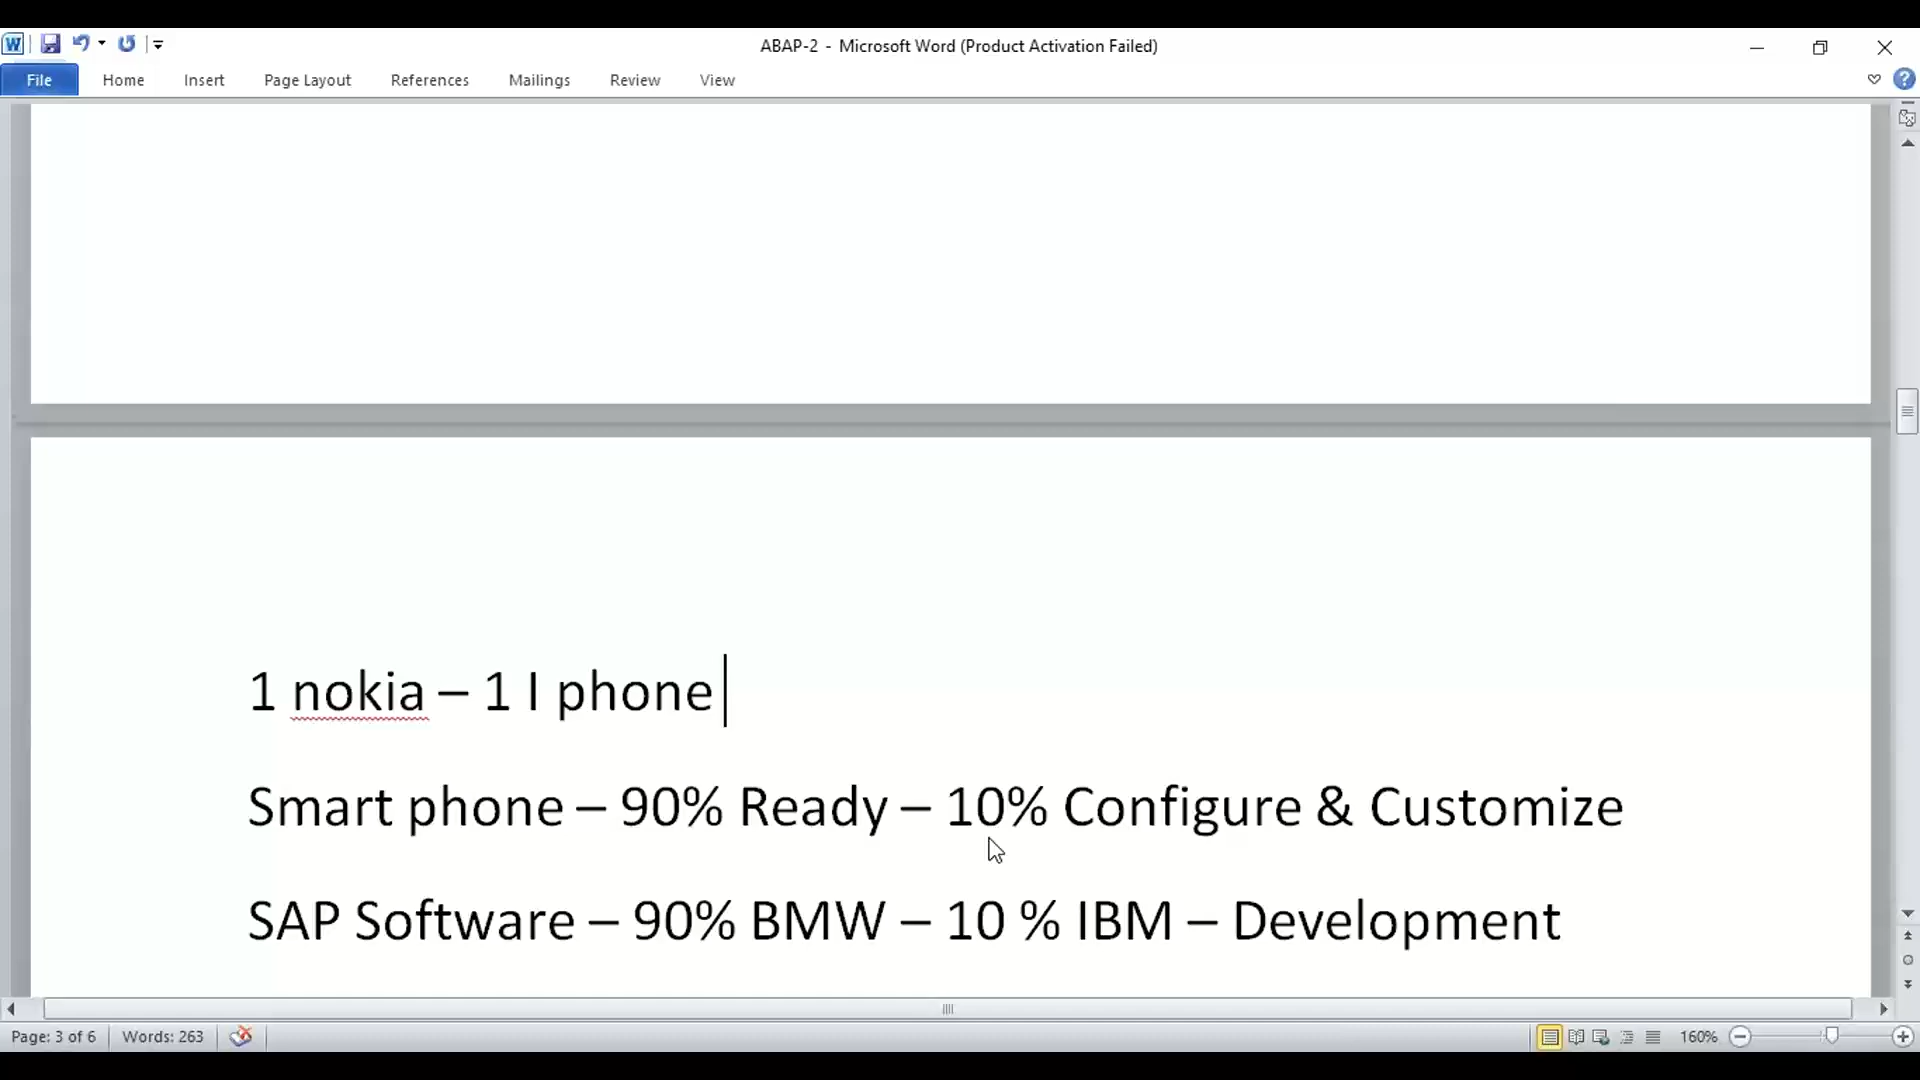 ABAP-2 - Microsoft Word (Product Activation Failed)
File Home Insert Page Layout References Mailings Review View
1 nokia – 1 I phone
Smart phone – 90% Ready – 10% Configure & Customize
SAP Software – 90% BMW – 10 % IBM – Development
Page: 3 of 6 Words: 263 160%